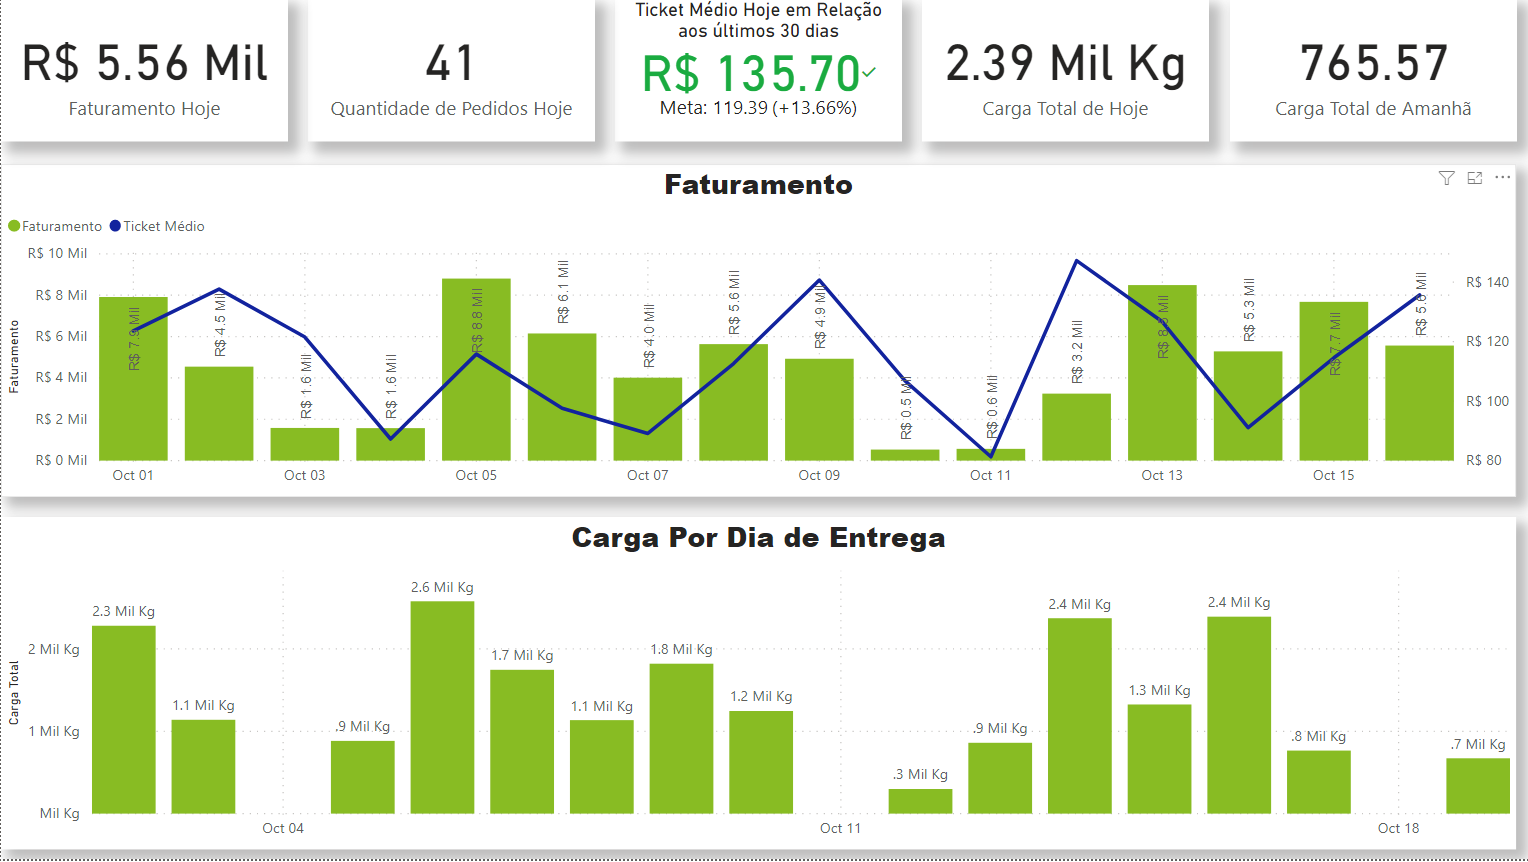 R$ 5.56 Mil
Faturamento Hoje
41
Quantidade de Pedidos Hoje
Ticket Médio Hoje em Relação
aos últimos 30 dias
R$ 135.70
Meta: 119.39 (+13.66%)
2.39 Mil Kg
Carga Total de Hoje
765.57
Carga Total de Amanhã
Faturamento
Faturamento
Ticket Médio
Faturamento
R$ 10 Mil
R$ 8 Mil
R$ 6 Mil
R$ 4 Mil
R$ 2 Mil
R$ 0 Mil
R$ 7.9 Mil
R$ 4.5 Mil
R$ 1.6 Mil
R$ 1.6 Mil
R$ 8.8 Mil
R$ 6.1 Mil
R$ 4.0 Mil
R$ 5.6 Mil
R$ 4.9 Mil
R$ 0.5 Mil
R$ 0.6 Mil
R$ 3.2 Mil
R$ 8.5 Mil
R$ 5.3 Mil
R$ 7.7 Mil
R$ 5.6 Mil
R$ 140
R$ 120
R$ 100
R$ 80
Oct 01
Oct 03
Oct 05
Oct 07
Oct 09
Oct 11
Oct 13
Oct 15
Carga Por Dia de Entrega
Carga Total
2 Mil Kg
1 Mil Kg
Mil Kg
2.3 Mil Kg
1.1 Mil Kg
.9 Mil Kg
2.6 Mil Kg
1.7 Mil Kg
1.1 Mil Kg
1.8 Mil Kg
1.2 Mil Kg
.3 Mil Kg
.9 Mil Kg
2.4 Mil Kg
1.3 Mil Kg
2.4 Mil Kg
.8 Mil Kg
.7 Mil Kg
Oct 04
Oct 11
Oct 18